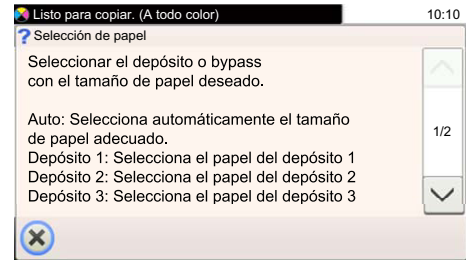 Listo para copiar. (A todo color)
10:10
? Selección de papel
Seleccionar el depósito o bypass
con el tamaño de papel deseado.
Auto: Selecciona automáticamente el tamaño
de papel adecuado.
1/2
Depósito 1: Selecciona el papel del depósito 1
Depósito 2: Selecciona el papel del depósito 2
Depósito 3: Selecciona el papel del depósito 3